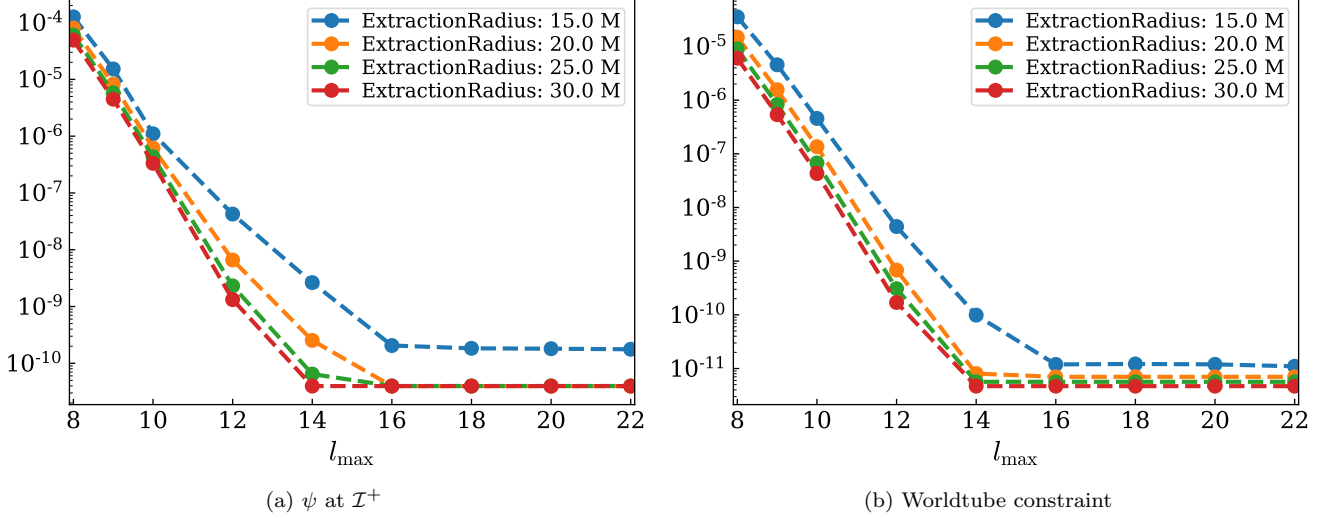 10⁻⁴
10⁻⁵
10⁻⁶
10⁻⁷
10⁻⁸
10⁻⁹
10⁻¹⁰
ExtractionRadius: 15.0 M
ExtractionRadius: 20.0 M
ExtractionRadius: 25.0 M
ExtractionRadius: 30.0 M
8 10 12 14 16 18 20 22
l_max
(a) ψ at ℐ⁺
10⁻⁵
10⁻⁶
10⁻⁷
10⁻⁸
10⁻⁹
10⁻¹⁰
10⁻¹¹
ExtractionRadius: 15.0 M
ExtractionRadius: 20.0 M
ExtractionRadius: 25.0 M
ExtractionRadius: 30.0 M
8 10 12 14 16 18 20 22
l_max
(b) Worldtube constraint